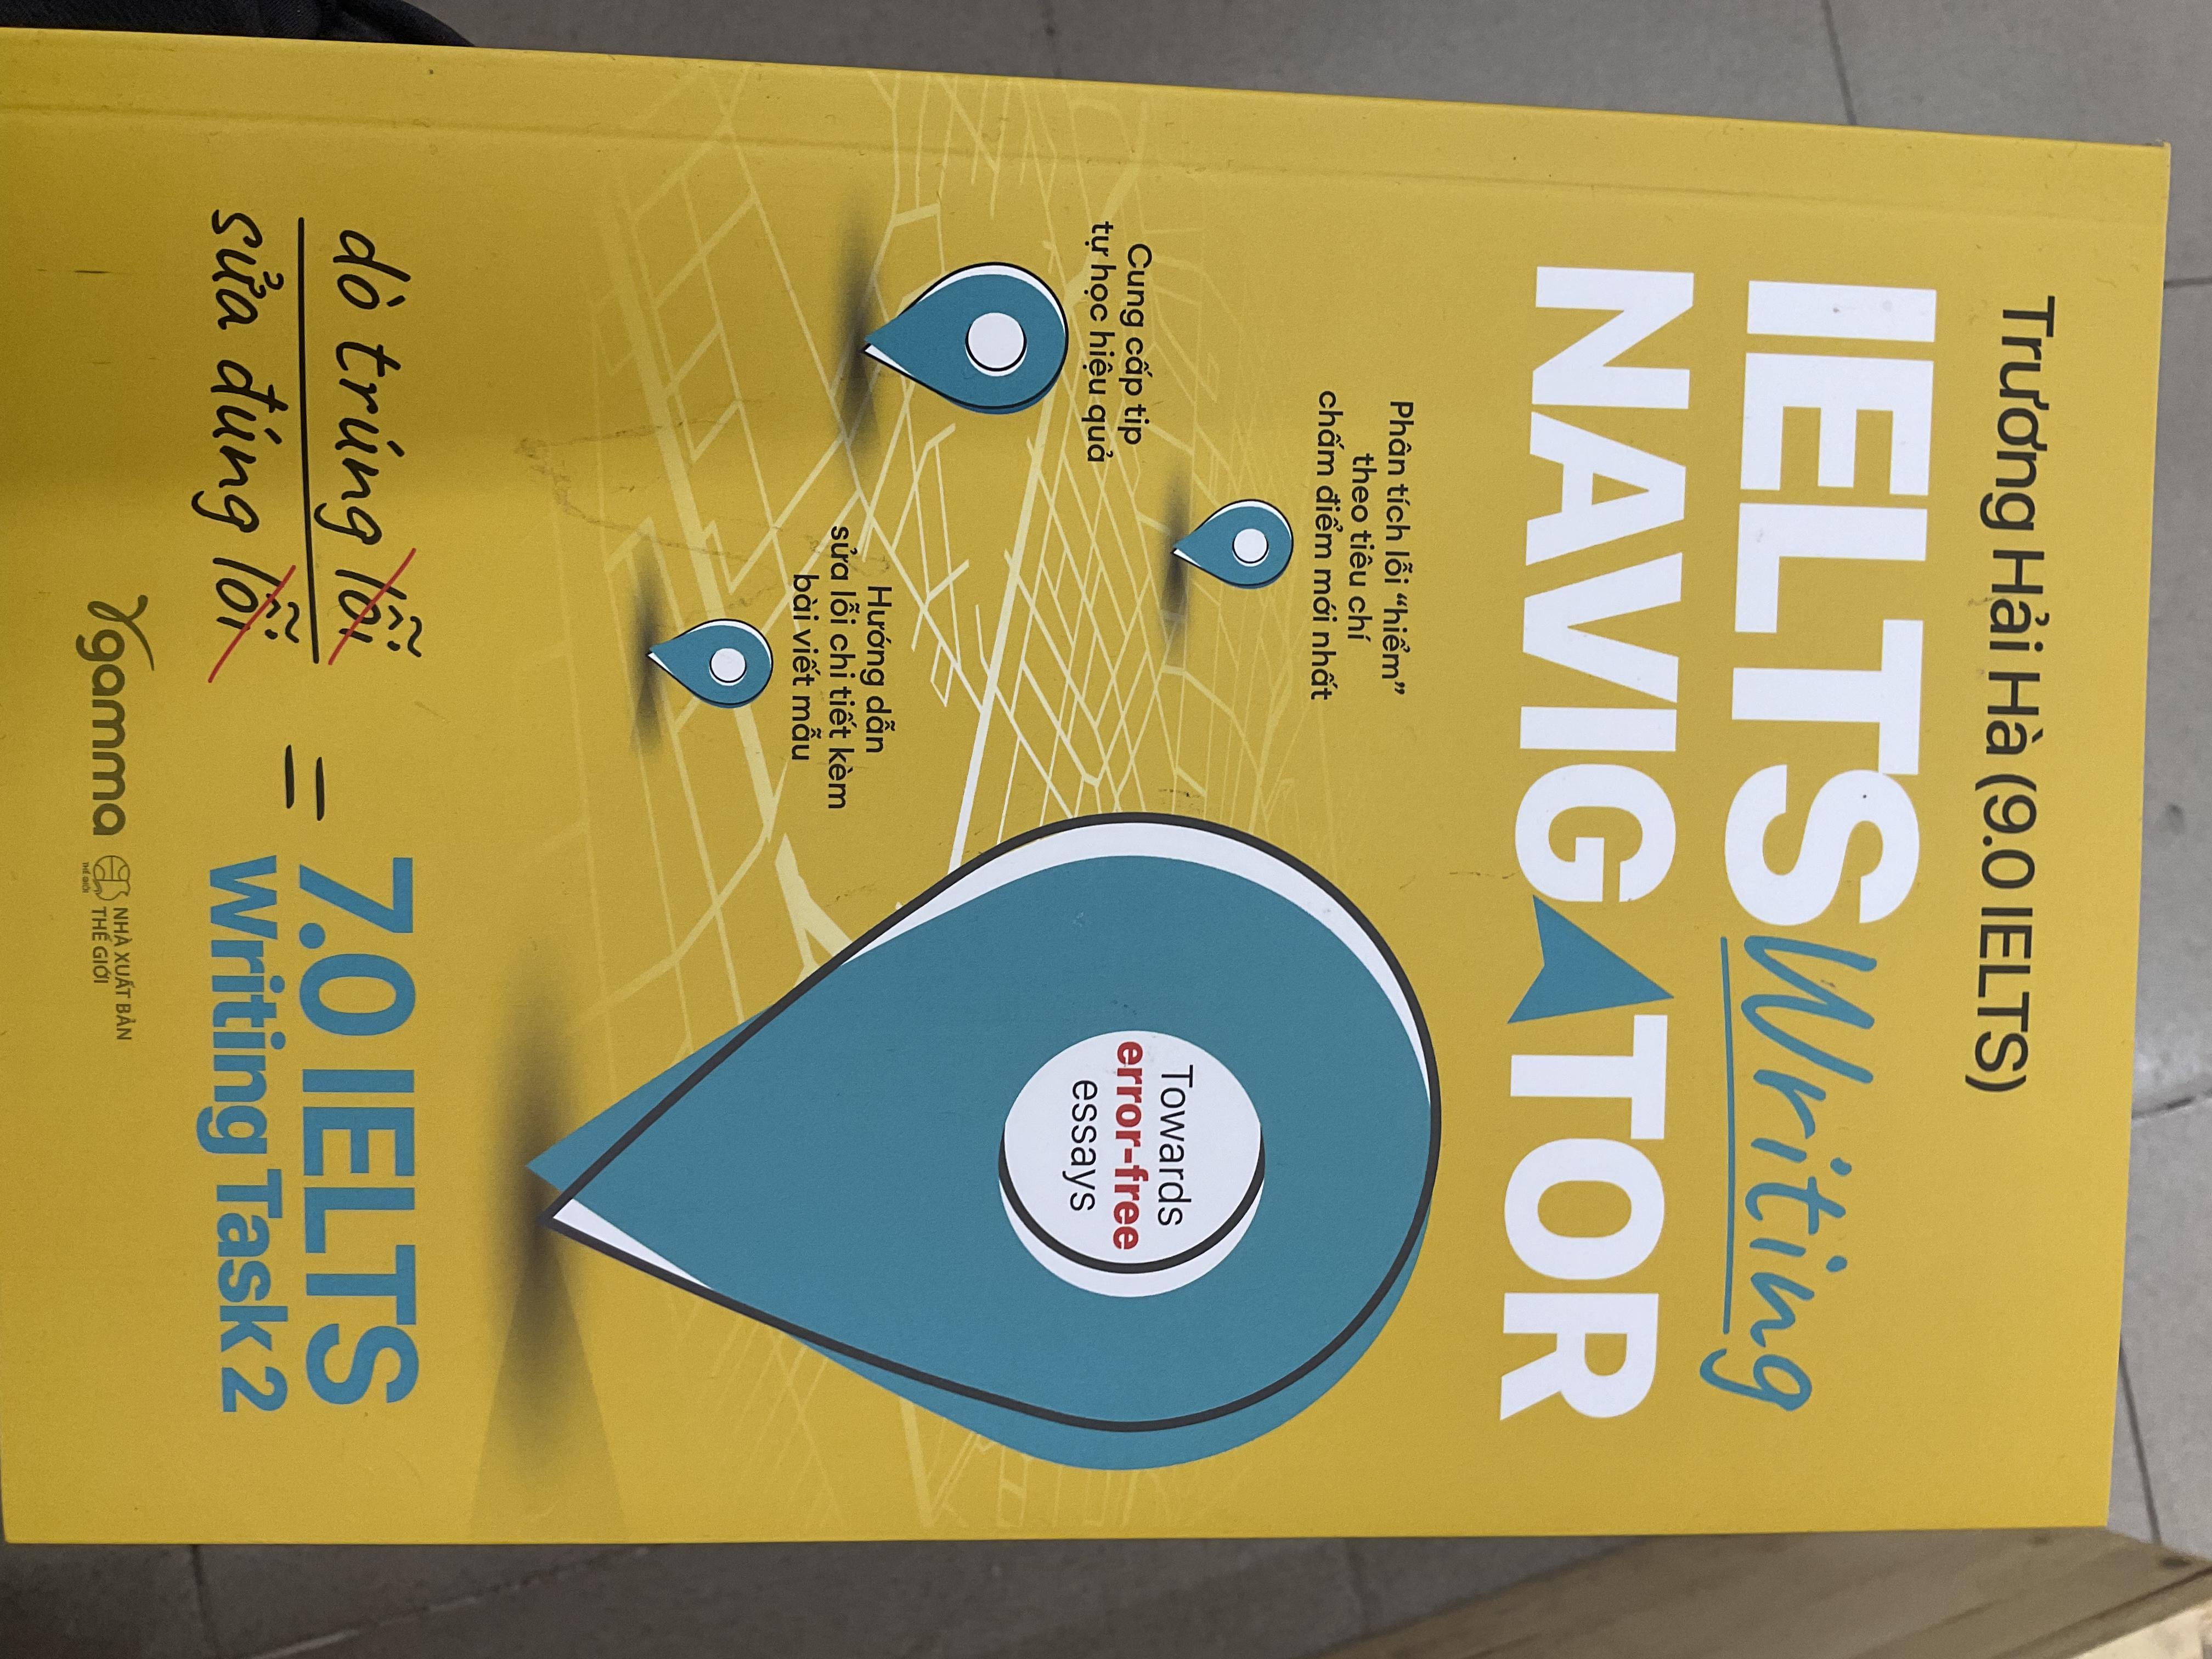 Trương Hải Hà (9.0 IELTS)
IELTS Writing
NAVIGATOR
Phân tích lỗi “hiểm”
theo tiêu chí
chấm điểm mới nhất
Cung cấp tip
tự học hiệu quả
Hướng dẫn
sửa lỗi chi tiết kèm
bài viết mẫu
Towards
error-free
essays
dò trúng lỗi
sửa đúng lỗi
=
7.0 IELTS
Writing Task 2
gamma
THẾ GIỚI
NHÀ XUẤT BẢN
THẾ GIỚI